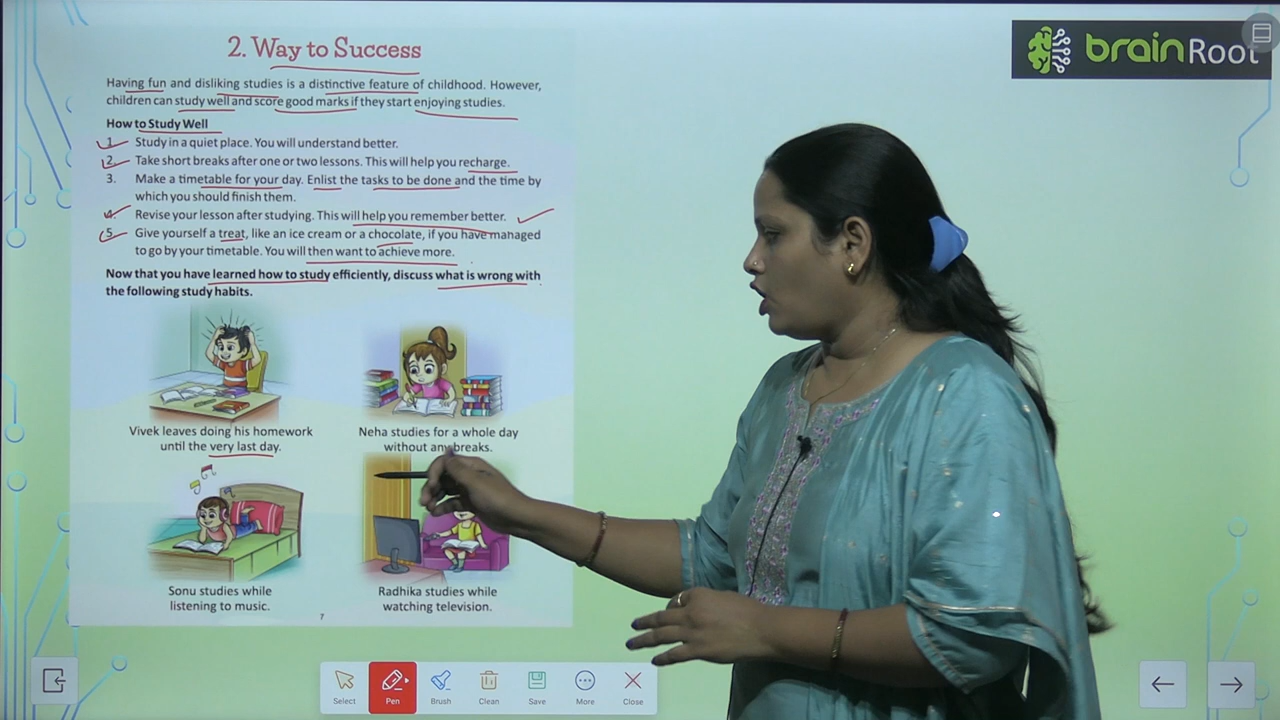 brainRoot
2. Way to Success
Having fun and disliking studies is a distinctive feature of childhood. However,
children can study well and score good marks if they start enjoying studies.
How to Study Well
1. Study in a quiet place. You will understand better.
2. Take short breaks after one or two lessons. This will help you recharge.
3. Make a timetable for your day. Enlist the tasks to be done and the time by
which you should finish them.
4. Revise your lesson after studying. This will help you remember better.
5. Give yourself a treat, like an ice cream or a chocolate, if you have managed
to go by your timetable. You will then want to achieve more.
Now that you have learned how to study efficiently, discuss what is wrong with
the following study habits.
Vivek leaves doing his homework
until the very last day.
Neha studies for a whole day
without any breaks.
Sonu studies while
listening to music.
Radhika studies while
watching television.
7
Select Pen Brush Clean Save More Close